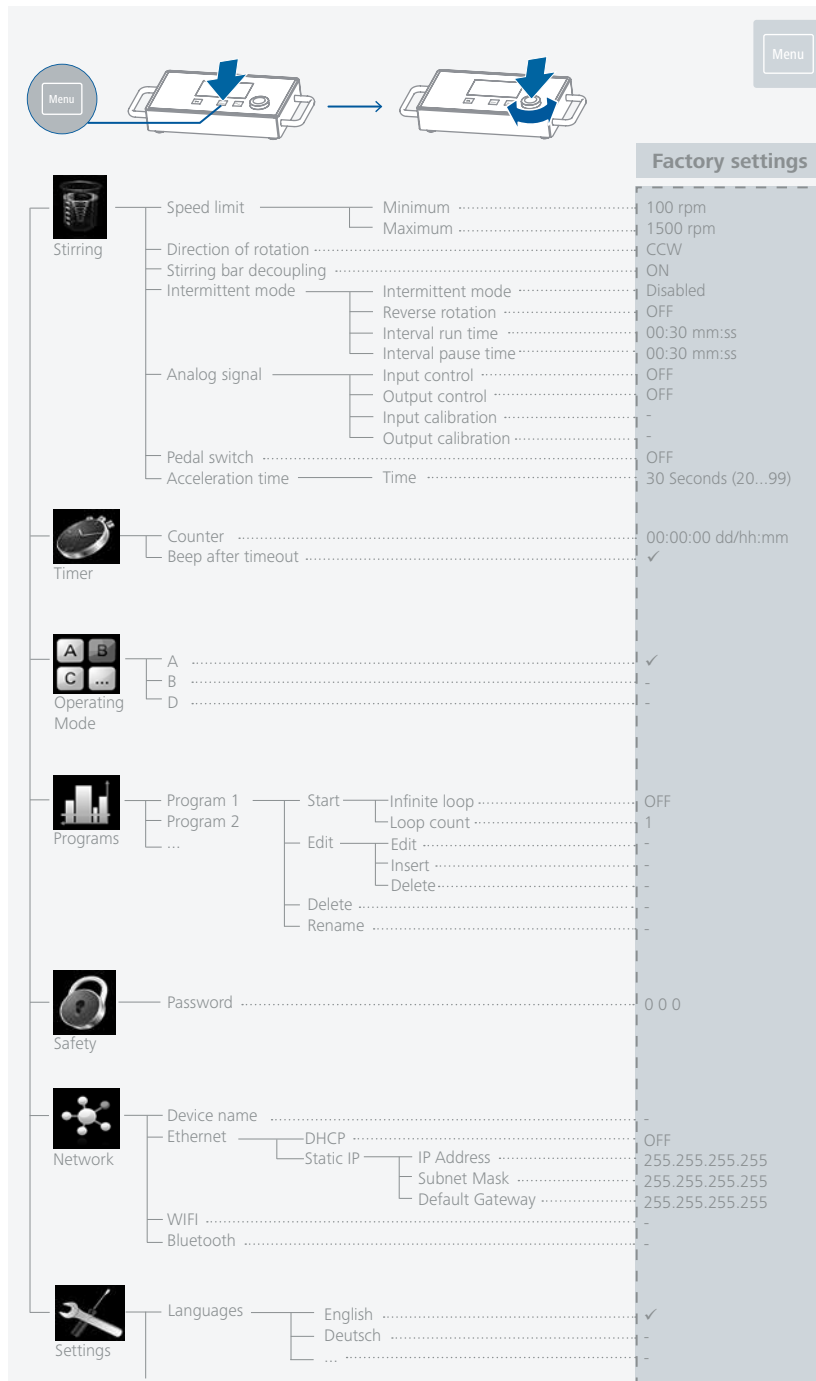 Menu
Menu
Factory settings
Stirring
Speed limit Minimum 100 rpm
Maximum 1500 rpm
Direction of rotation CCW
Stirring bar decoupling ON
Intermittent mode Intermittent mode Disabled
Reverse rotation OFF
Interval run time 00:30 mm:ss
Interval pause time 00:30 mm:ss
Analog signal Input control OFF
Output control OFF
Input calibration -
Output calibration -
Pedal switch OFF
Acceleration time Time 30 Seconds (20...99)
Timer
Counter 00:00:00 dd/hh:mm
Beep after timeout ✓
A B
C ...
Operating
Mode
A ✓
B -
D -
Programs
Program 1 Start Infinite loop OFF
Program 2 Loop count 1
... Edit Edit -
Insert -
Delete -
Delete -
Rename -
Safety
Password 0 0 0
Network
Device name -
Ethernet DHCP OFF
Static IP IP Address 255.255.255.255
Subnet Mask 255.255.255.255
Default Gateway 255.255.255.255
WIFI -
Bluetooth -
Settings
Languages English ✓
Deutsch -
... -